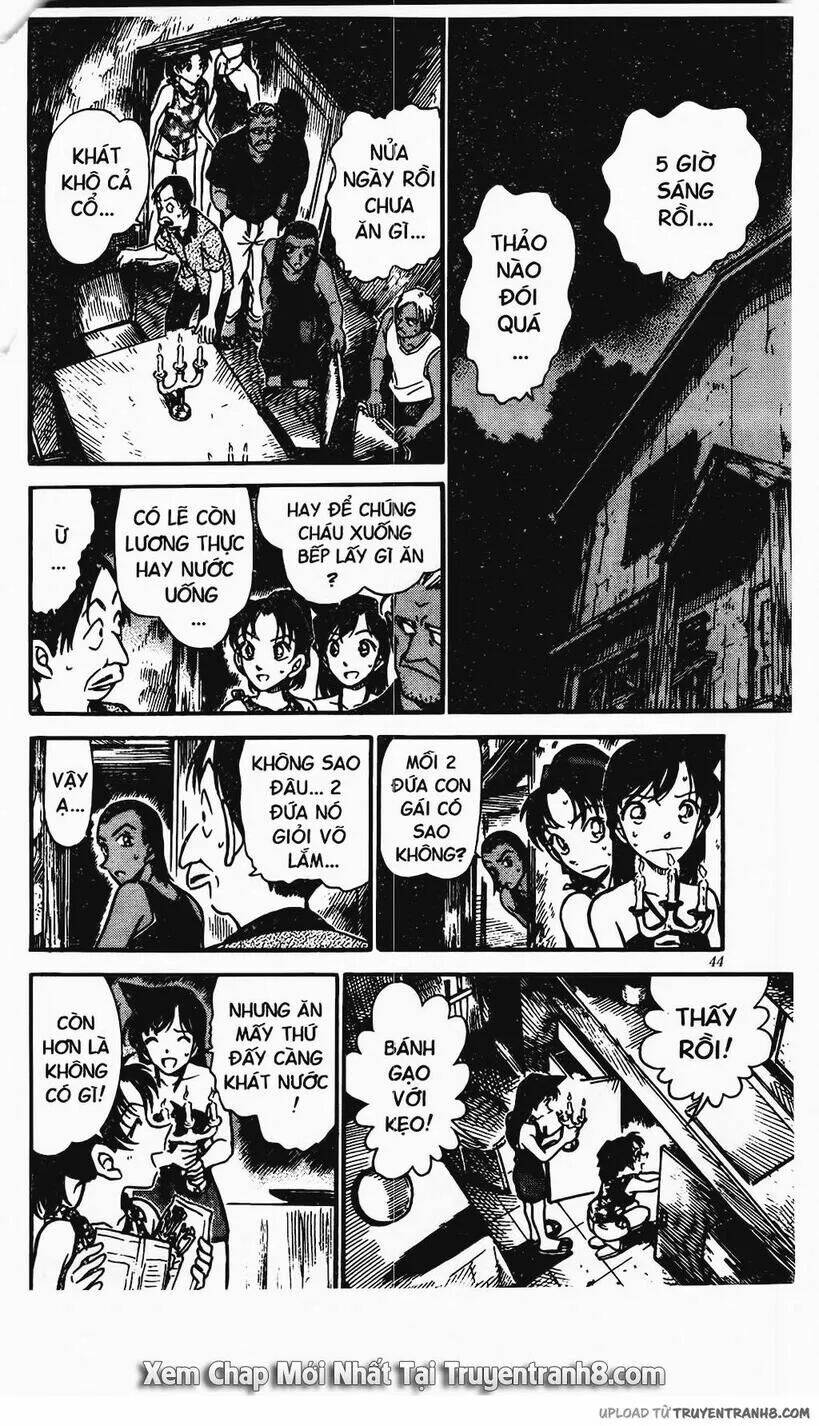 5 GIỜ
SÁNG
RỒI...
THẢO
NÀO
ĐÓI
QUÁ
...
NỬA
NGÀY RỒI
CHƯA
ĂN GÌ...
KHÁT
KHÔ CẢ
CỔ...
HAY ĐỂ CHÚNG
CHÁU XUỐNG
BẾP LẤY GÌ ĂN
?
CÓ LẼ CÒN
LƯƠNG THỰC
HAY NƯỚC
UỐNG
...
Ừ
...
MỒI 2
ĐỨA CON
GÁI CÓ
SAO
KHÔNG?
KHÔNG SAO
ĐÂU... 2
ĐỨA NÓ
GIỎI VÕ
LẮM...
VẬY
Ạ...
44
THẤY
RỒI!
BÁNH
GẠO
VỚI
KẸO!
NHƯNG ĂN
MẤY THỨ
ĐẤY CÀNG
KHÁT NƯỚC
!
CÒN
HƠN LÀ
KHÔNG
CÓ GÌ!
Xem Chap Mới Nhất Tại Truyentranh8.com
UPLOAD TỪ TRUYENTRANH8.COM